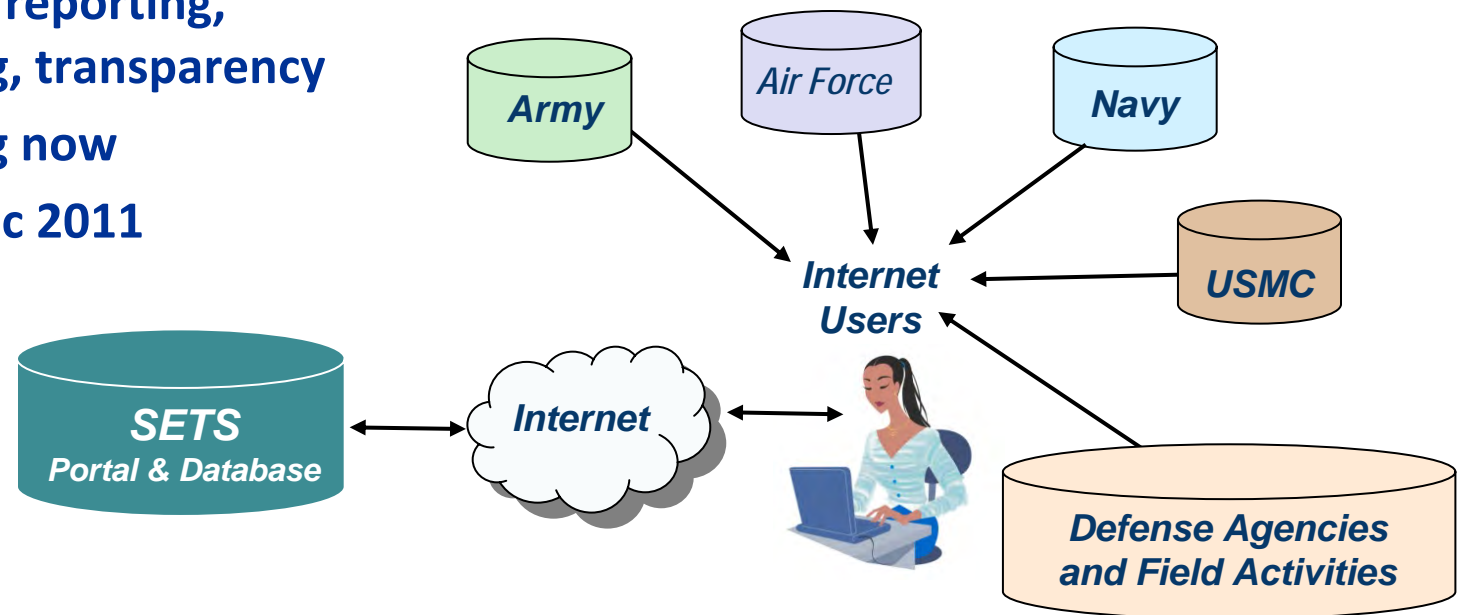 reporting,
g, transparency
g now
c 2011
Army
Air Force
Navy
USMC
Internet
Users
SETS
Portal & Database
Internet
Defense Agencies
and Field Activities